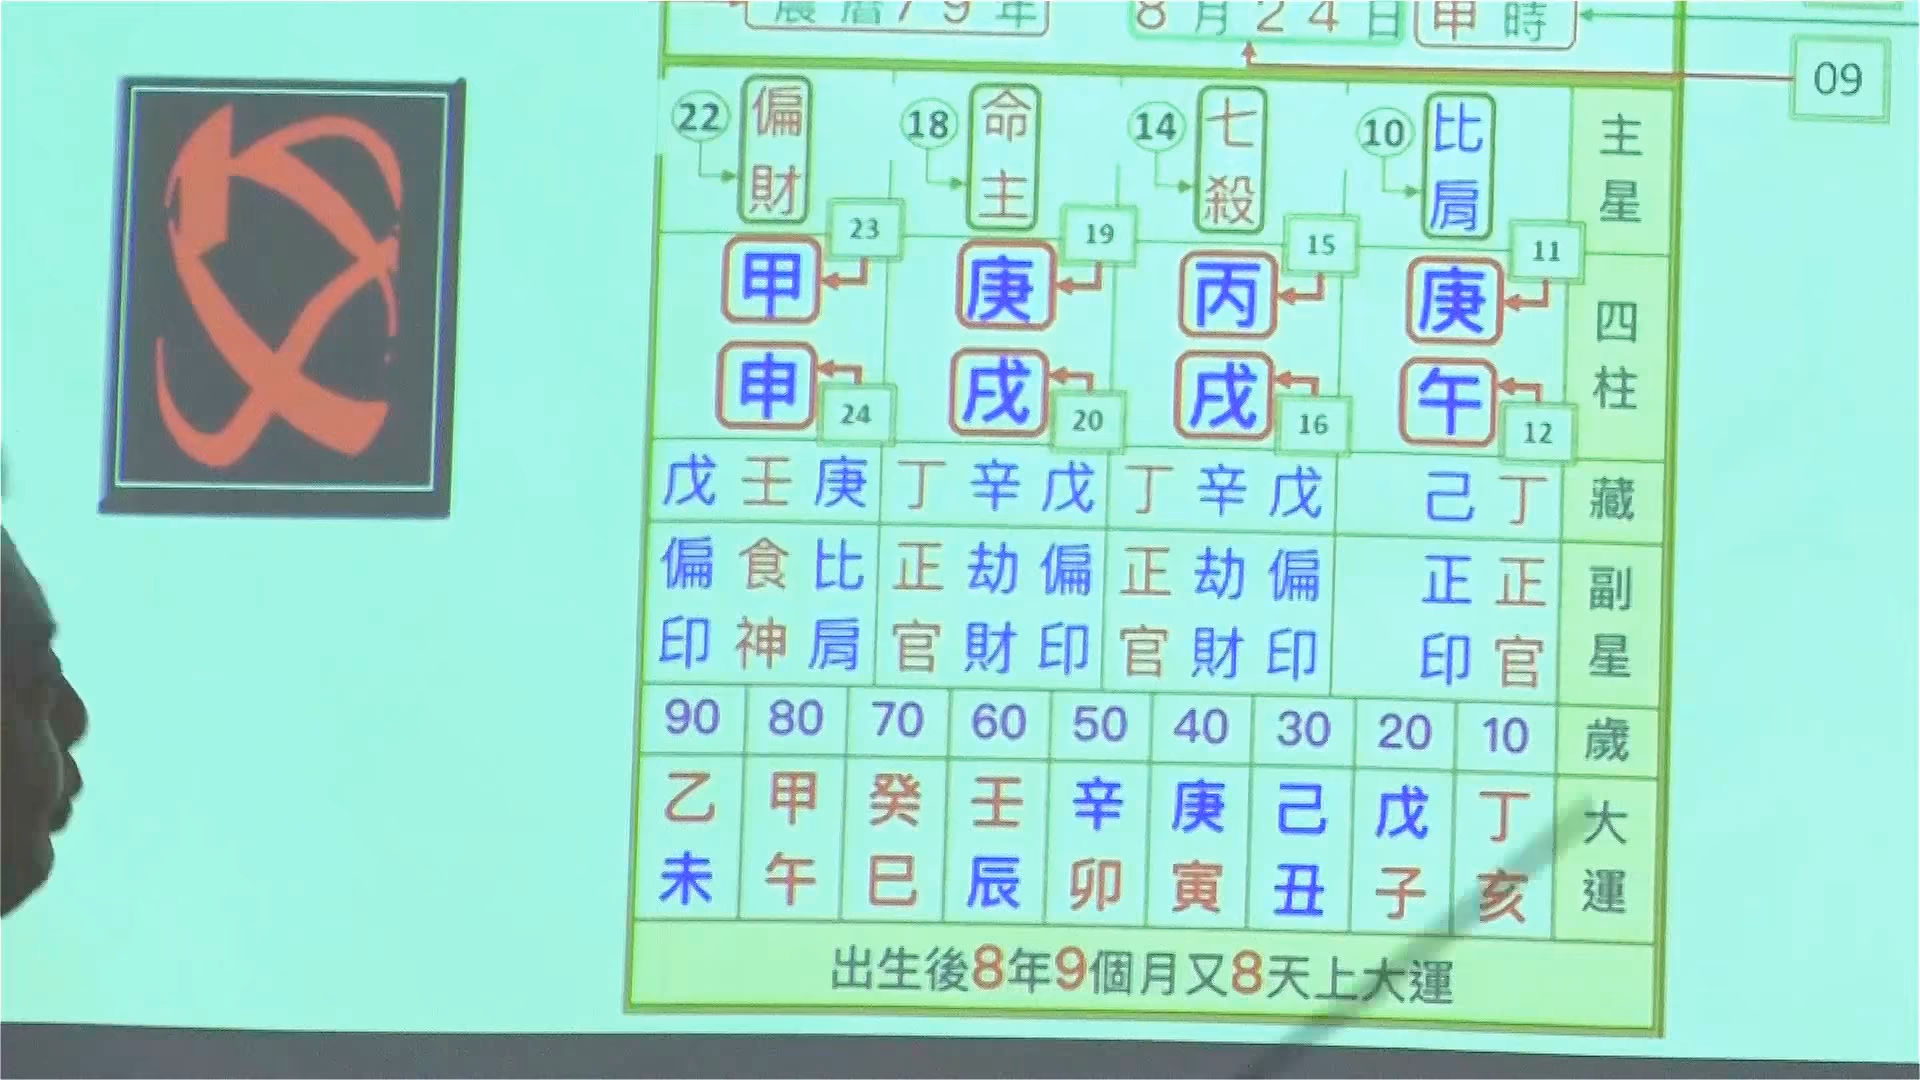 農曆79年 8月24日 申時
09
22 偏財 18 命主 14 七殺 10 比肩 主星
23 19 15 11
甲 庚 丙 庚 四柱
申 戌 戌 午
24 20 16 12
戊 壬 庚 丁 辛 戊 丁 辛 戊 己 丁 藏
偏印 食神 比肩 正官 劫財 偏印 正官 劫財 偏印 正印 正官 副星
90 80 70 60 50 40 30 20 10 歲
乙未 甲午 癸巳 壬辰 辛卯 庚寅 己丑 戊子 丁亥 大運
出生後8年9個月又8天上大運